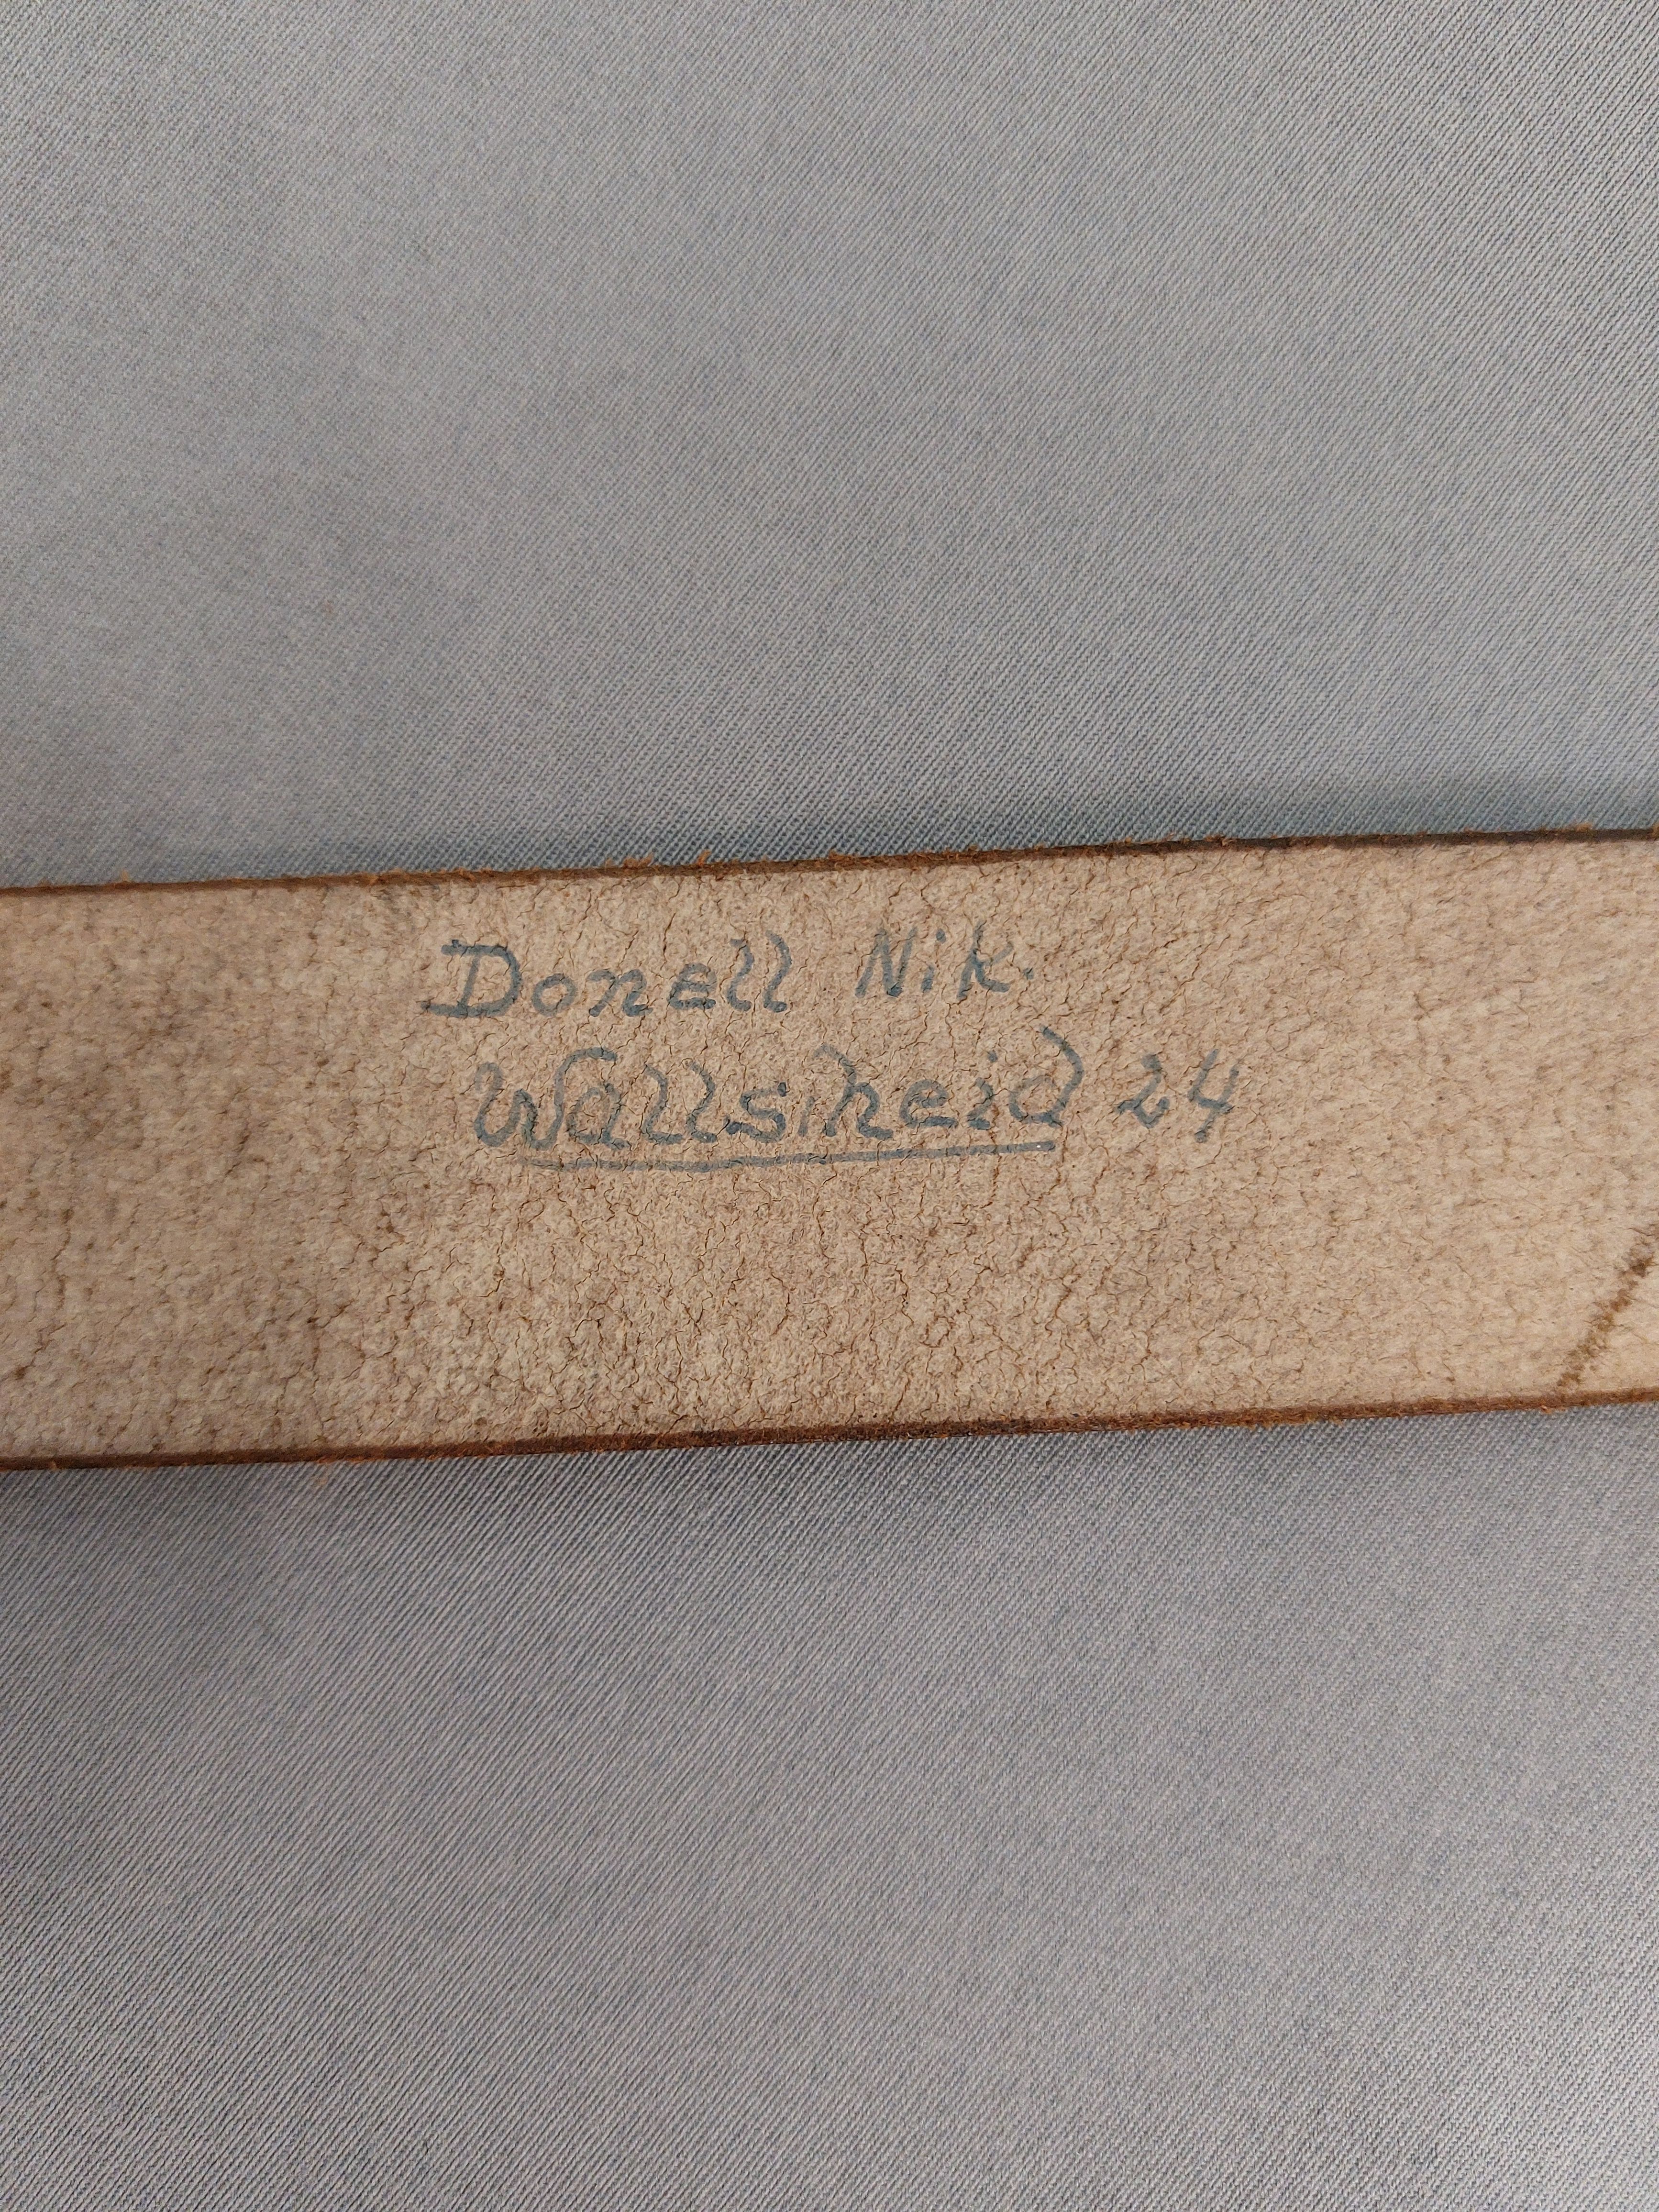 Donell Nik.
Wallsheid 24